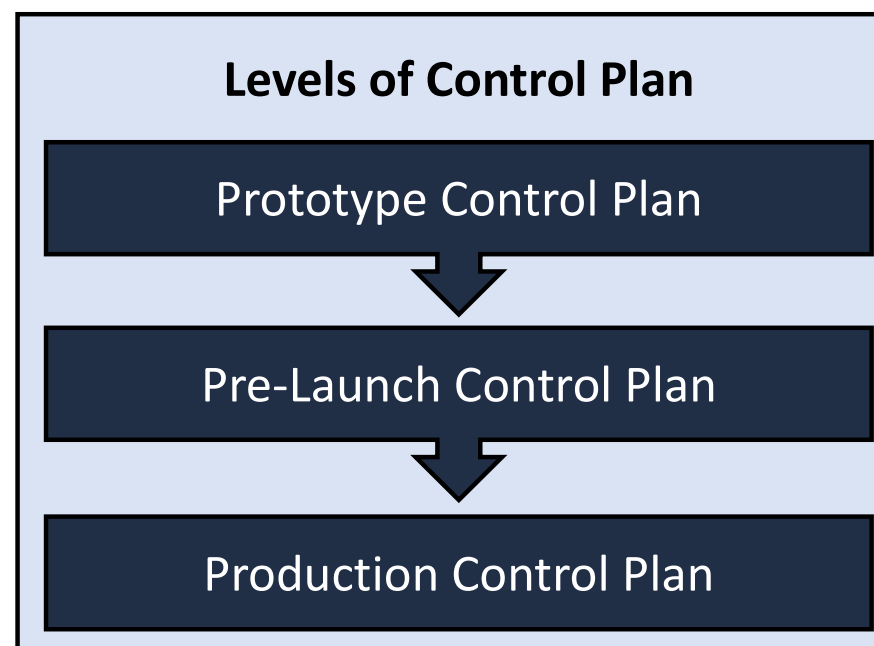 Levels of Control Plan
Prototype Control Plan
Pre-Launch Control Plan
Production Control Plan